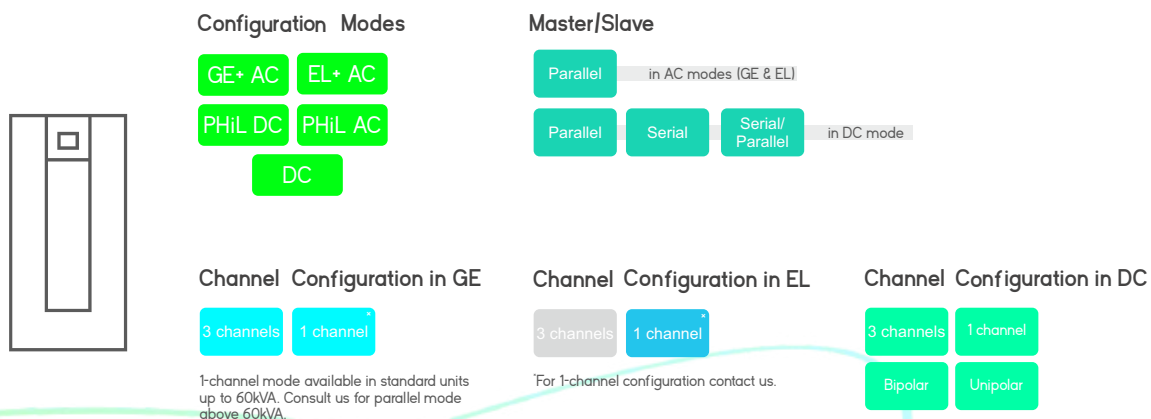 Configuration Modes
GE+ AC
EL+ AC
PHiL DC
PHiL AC
DC
Master/Slave
Parallel
in AC modes (GE & EL)
Parallel
Serial
Serial/
Parallel
in DC mode
Channel Configuration in GE
3 channels
1 channel*
1-channel mode available in standard units
up to 60kVA. Consult us for parallel mode
above 60kVA.
Channel Configuration in EL
3 channels
1 channel*
*For 1-channel configuration contact us.
Channel Configuration in DC
3 channels
1 channel
Bipolar
Unipolar